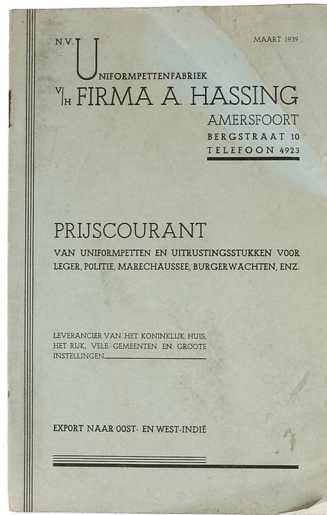 N.V. UNIFORMPETTENFABRIEK MAART 1939
V/H FIRMA A. HASSING
AMERSFOORT
BERGSTRAAT 10
TELEFOON 4923
PRIJSCOURANT
VAN UNIFORMPETTEN EN UITRUSTINGSSTUKKEN VOOR
LEGER, POLITIE, MARECHAUSSEE, BURGERWACHTEN, ENZ.
LEVERANCIER VAN HET KONINKLIJK HUIS,
HET RIJK, VELE GEMEENTEN EN GROOTE
INSTELLINGEN
EXPORT NAAR OOST- EN WEST-INDIË